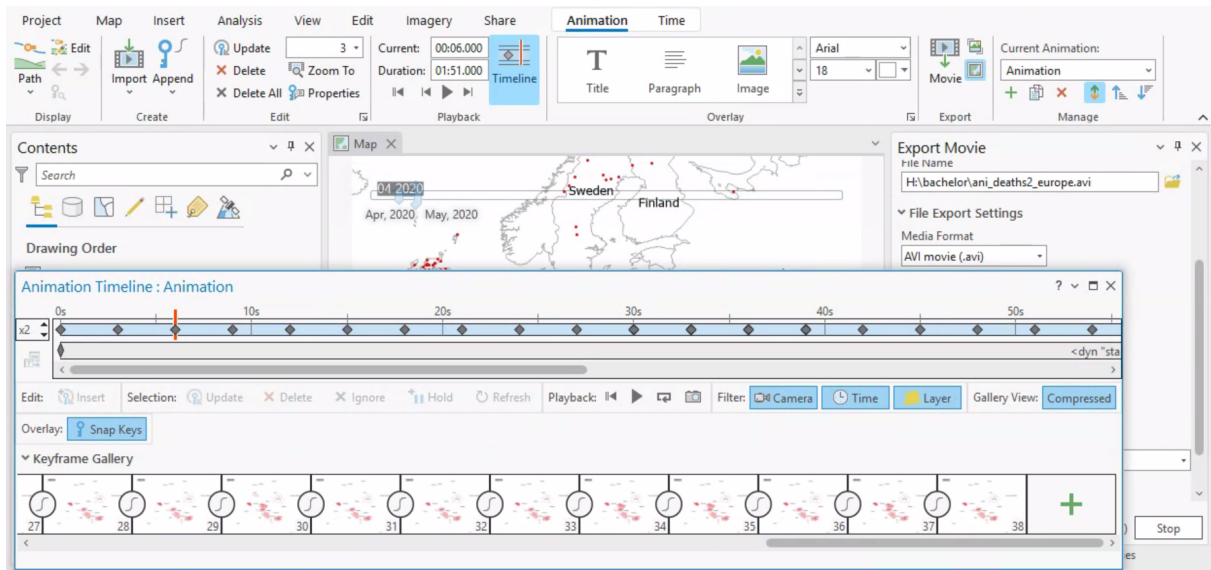 Project Map Insert Analysis View Edit Imagery Share Animation Time
Edit Update 3 Current: 00:06.000 Arial Current Animation:
Path Import Append Delete Zoom To Duration: 01:51.000 Timeline Title Paragraph Image 18 Movie Animation
Delete All Properties
Display Create Edit Playback Overlay Export Manage
Contents
Search
Drawing Order
Map
04 2020
Apr, 2020 May, 2020
Sweden
Finland
Export Movie
File Name
H:\bachelor\ani_deaths2_europe.avi
File Export Settings
Media Format
AVI movie (.avi)
Animation Timeline : Animation
0s 10s 20s 30s 40s 50s
x2
<dyn "sta
Edit: Insert Selection: Update Delete Ignore Hold Refresh Playback: Filter: Camera Time Layer Gallery View: Compressed
Overlay: Snap Keys
Keyframe Gallery
27 28 29 30 31 32 33 34 35 36 37 38
) Stop
es